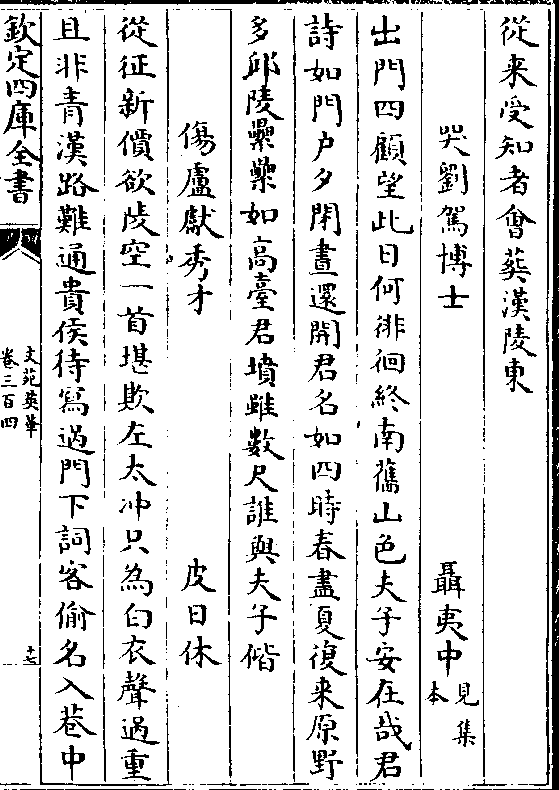 從来受知者會葬漢陵東
哭劉駕博士 聶夷中見集本
出門四顧望此日何徘徊終南舊山色夫子安在哉君
詩如門户夕閉晝還開君名如四時春盡夏復来原野
多邱陵纍纍如高臺君墳雖數尺誰與夫子偕
傷盧獻秀才 皮日休
從征新價欲陵空一首堪欺左太冲只為白衣聲過重
且非青漢路難通貴侯待寫過門下詞客偷名入卷中
欽定四庫全書
文苑英華
卷三百四
十七